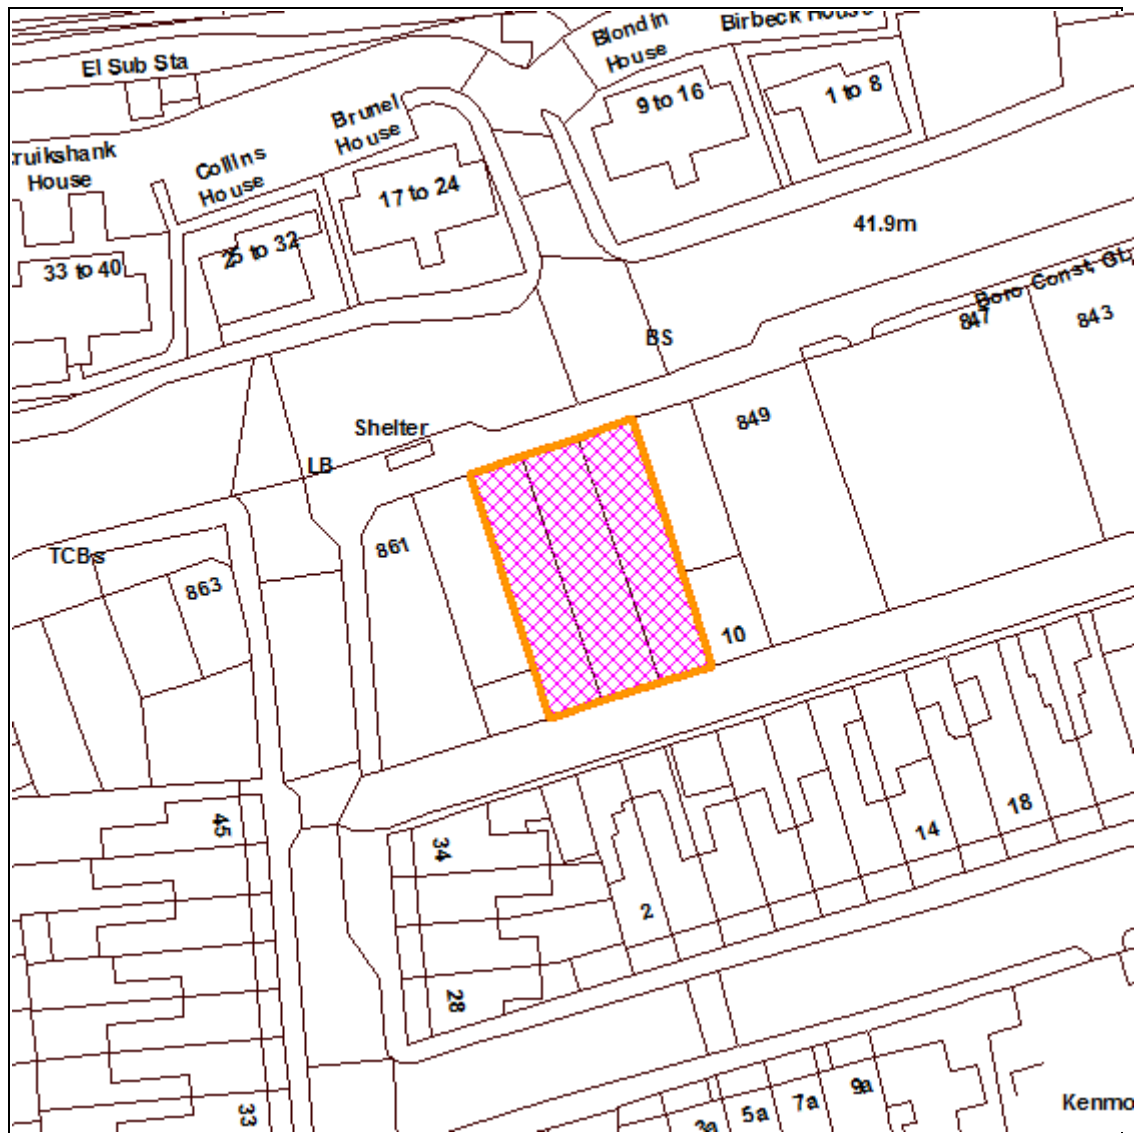 Blondin
House
Birbeck House
El Sub Sta
9 to 16
1 to 8
Brunel
House
ruikshank
House
Collins
House
17 to 24
41.9m
25 to 32
33 to 40
Boro Const, GL
847
843
BS
849
Shelter
LB
861
TCBs
863
10
45
34
18
14
2
28
33
9a
7a
5a
3a
Kenmo